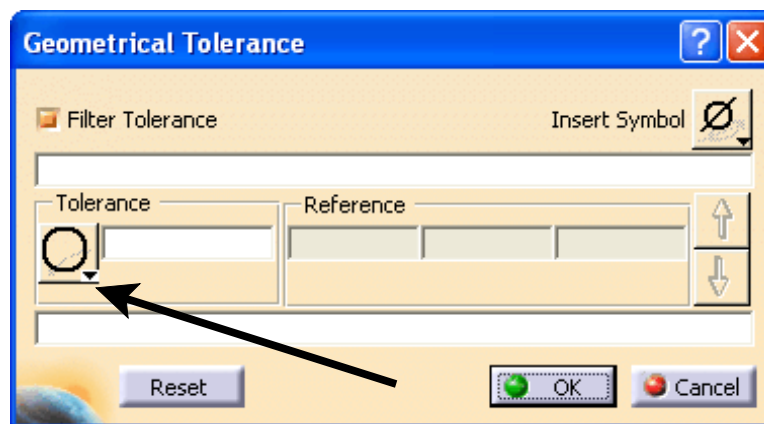 Geometrical Tolerance
Filter Tolerance Insert Symbol
Tolerance Reference
Reset OK Cancel